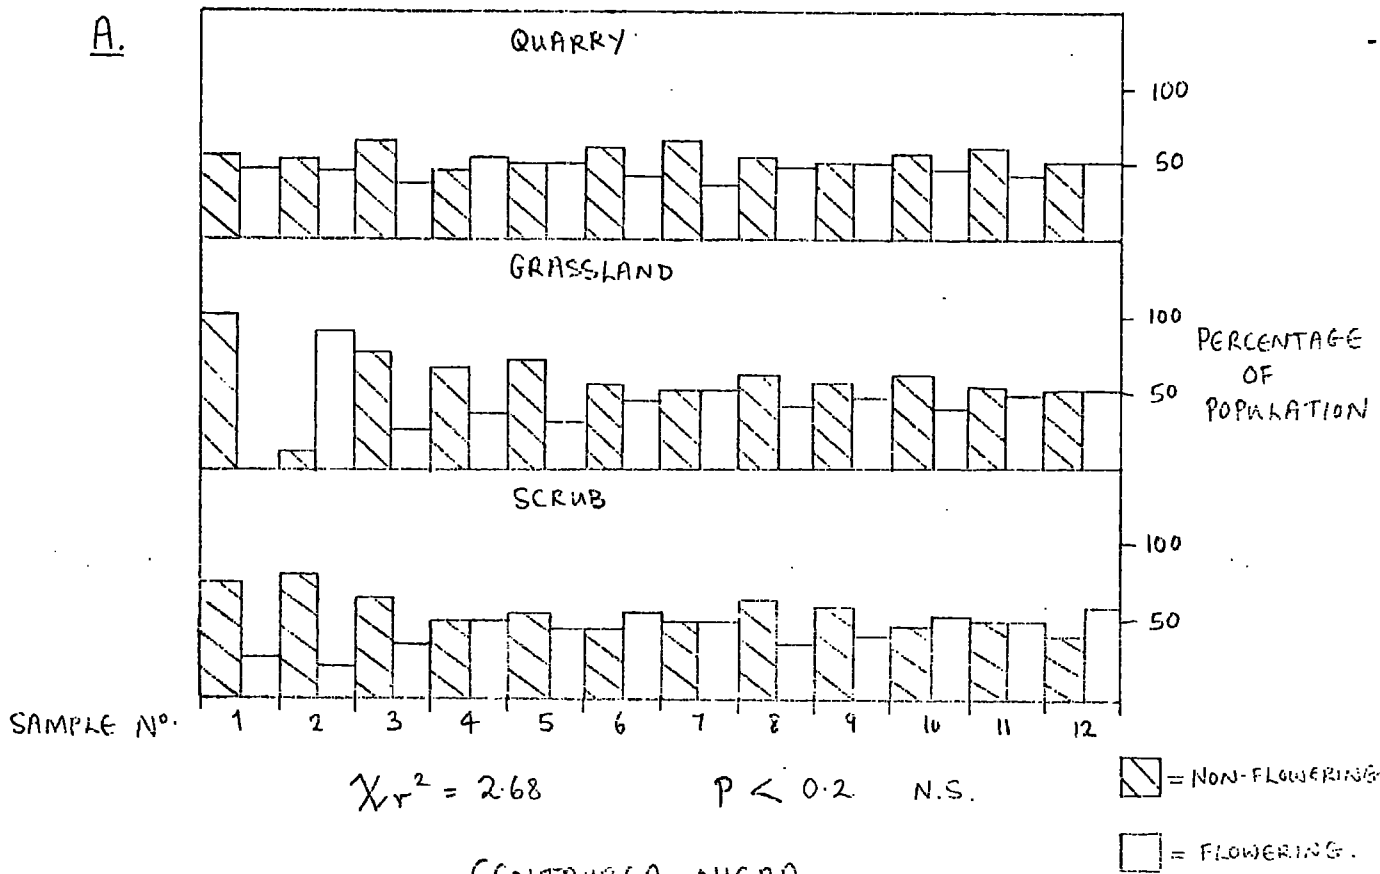 A.
QUARRY
100
50
GRASSLAND
100
50
PERCENTAGE
OF
POPULATION
SCRUB
100
50
SAMPLE No. 1 2 3 4 5 6 7 8 9 10 11 12
χr² = 2.68 P < 0.2 N.S.
= NON-FLOWERING
= FLOWERING.